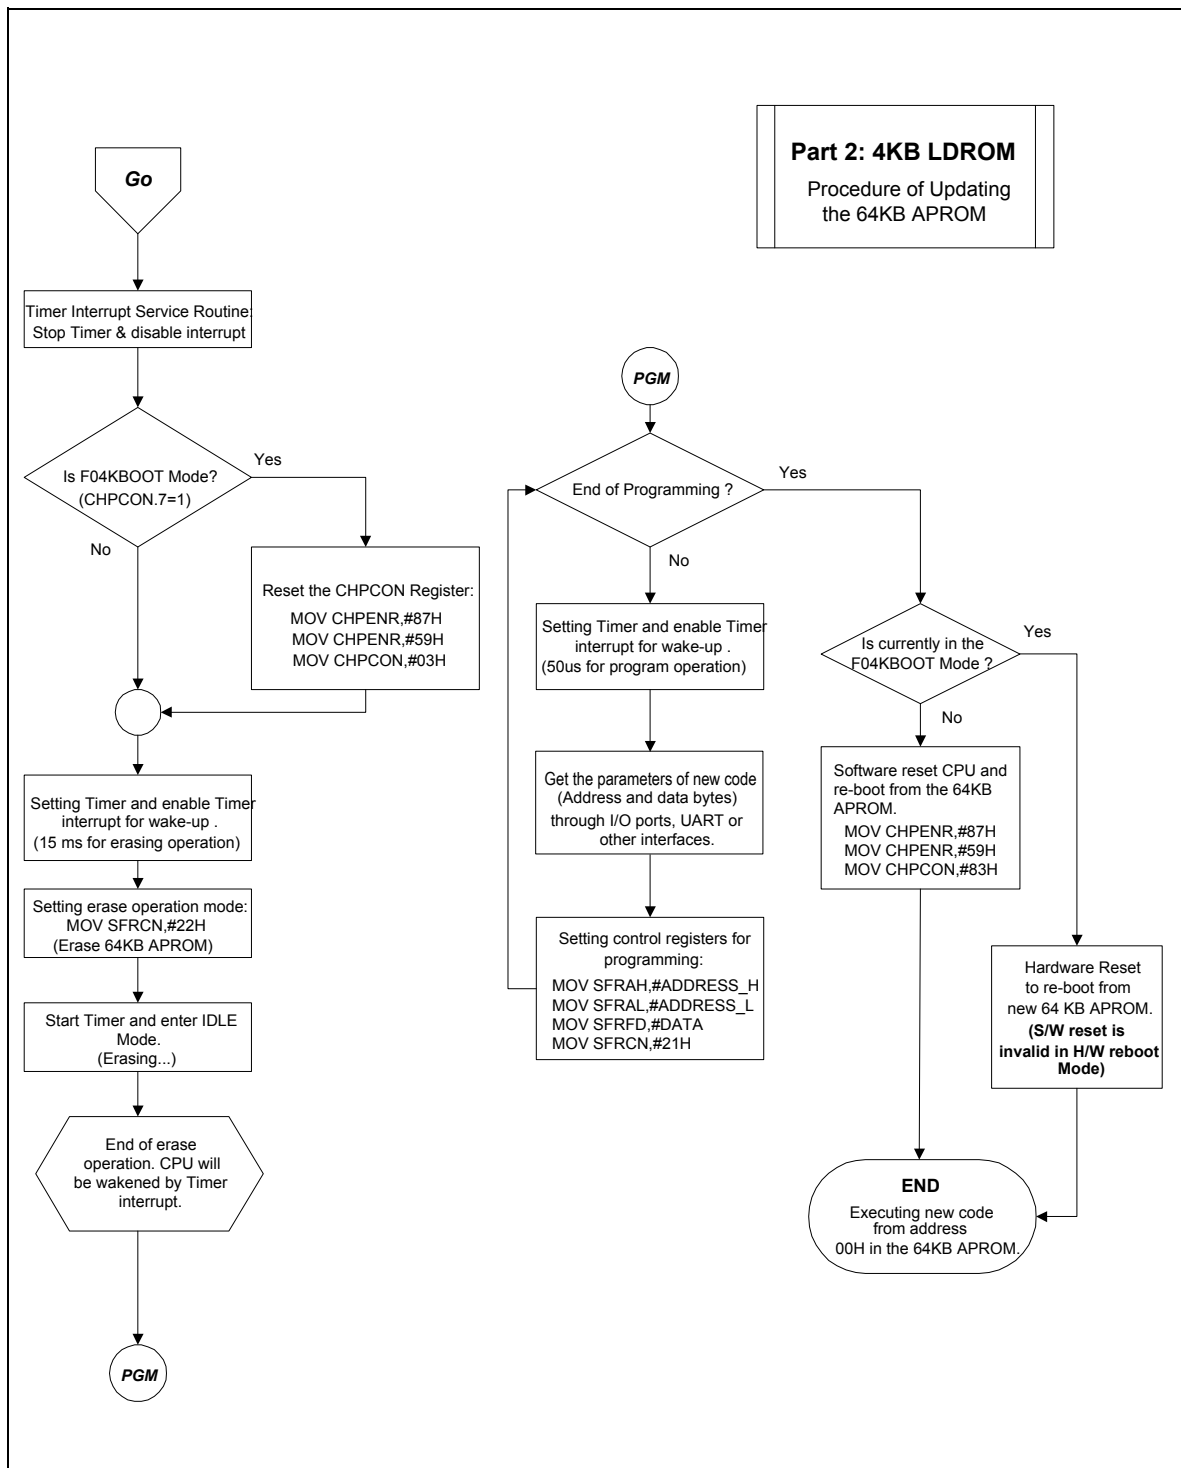 Part 2: 4KB LDROM
Procedure of Updating
the 64KB APROM
Go
Timer Interrupt Service Routine:
Stop Timer & disable interrupt
Is F04KBOOT Mode?
(CHPCON.7=1)
Yes
No
Reset the CHPCON Register:
MOV CHPENR,#87H
MOV CHPENR,#59H
MOV CHPCON,#03H
Setting Timer and enable Timer
interrupt for wake-up .
(15 ms for erasing operation)
Setting erase operation mode:
MOV SFRCN,#22H
(Erase 64KB APROM)
Start Timer and enter IDLE
Mode.
(Erasing...)
End of erase
operation. CPU will
be wakened by Timer
interrupt.
PGM
PGM
End of Programming ?
Yes
No
Setting Timer and enable Timer
interrupt for wake-up .
(50us for program operation)
Get the parameters of new code
(Address and data bytes)
through I/O ports, UART or
other interfaces.
Setting control registers for
programming:
MOV SFRAH,#ADDRESS_H
MOV SFRAL,#ADDRESS_L
MOV SFRFD,#DATA
MOV SFRCN,#21H
Is currently in the
F04KBOOT Mode ?
Yes
No
Software reset CPU and
re-boot from the 64KB
APROM.
MOV CHPENR,#87H
MOV CHPENR,#59H
MOV CHPCON,#83H
Hardware Reset
to re-boot from
new 64 KB APROM.
(S/W reset is
invalid in H/W reboot
Mode)
END
Executing new code
from address
00H in the 64KB APROM.